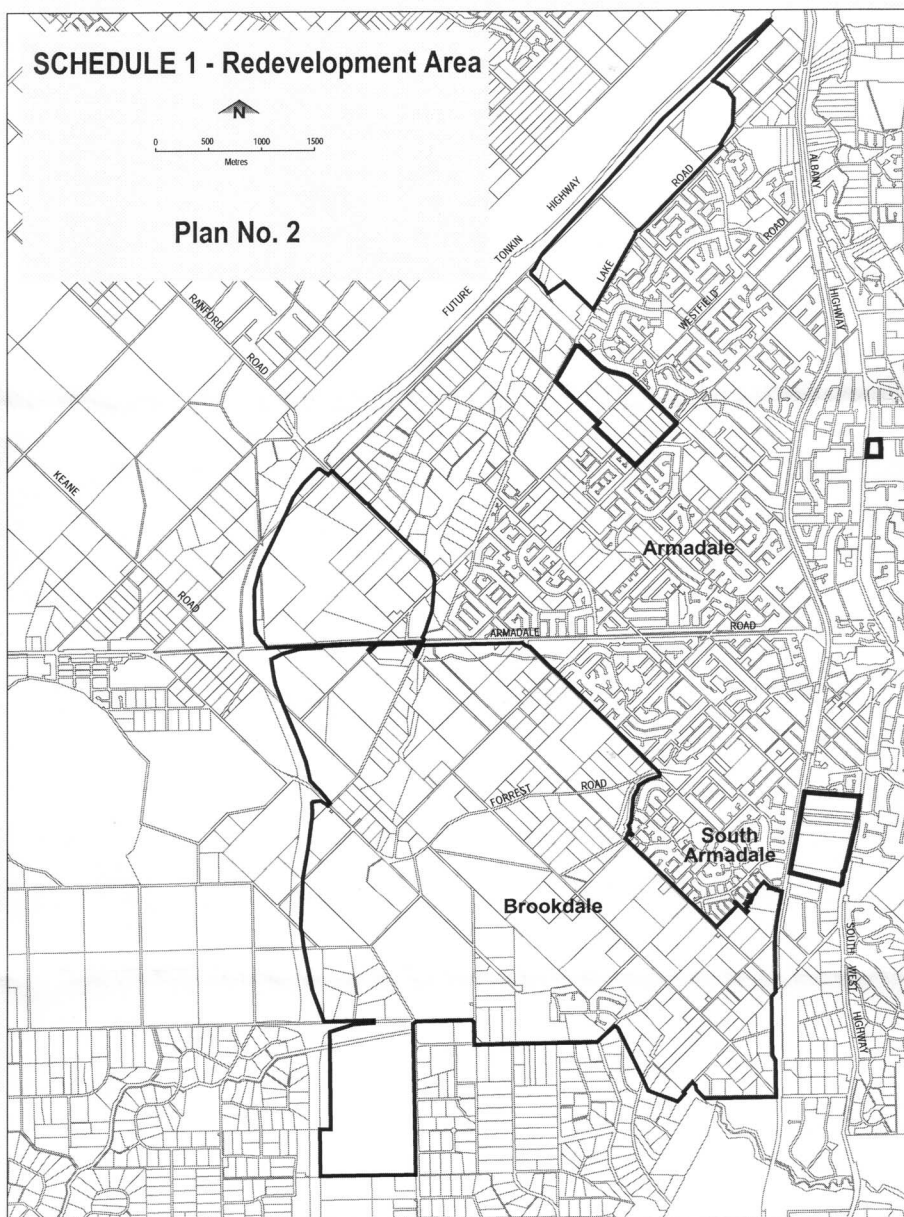 SCHEDULE 1 - Redevelopment Area
N
0 500 1000 1500
Metres
Plan No. 2
FUTURE TONKIN HIGHWAY
LAKE ROAD
WESTFIELD ROAD
ALBANY HIGHWAY
RANFORD ROAD
KEANE ROAD
Armadale
ARMADALE ROAD
FORREST ROAD
South
Armadale
Brookdale
SOUTH WEST HIGHWAY